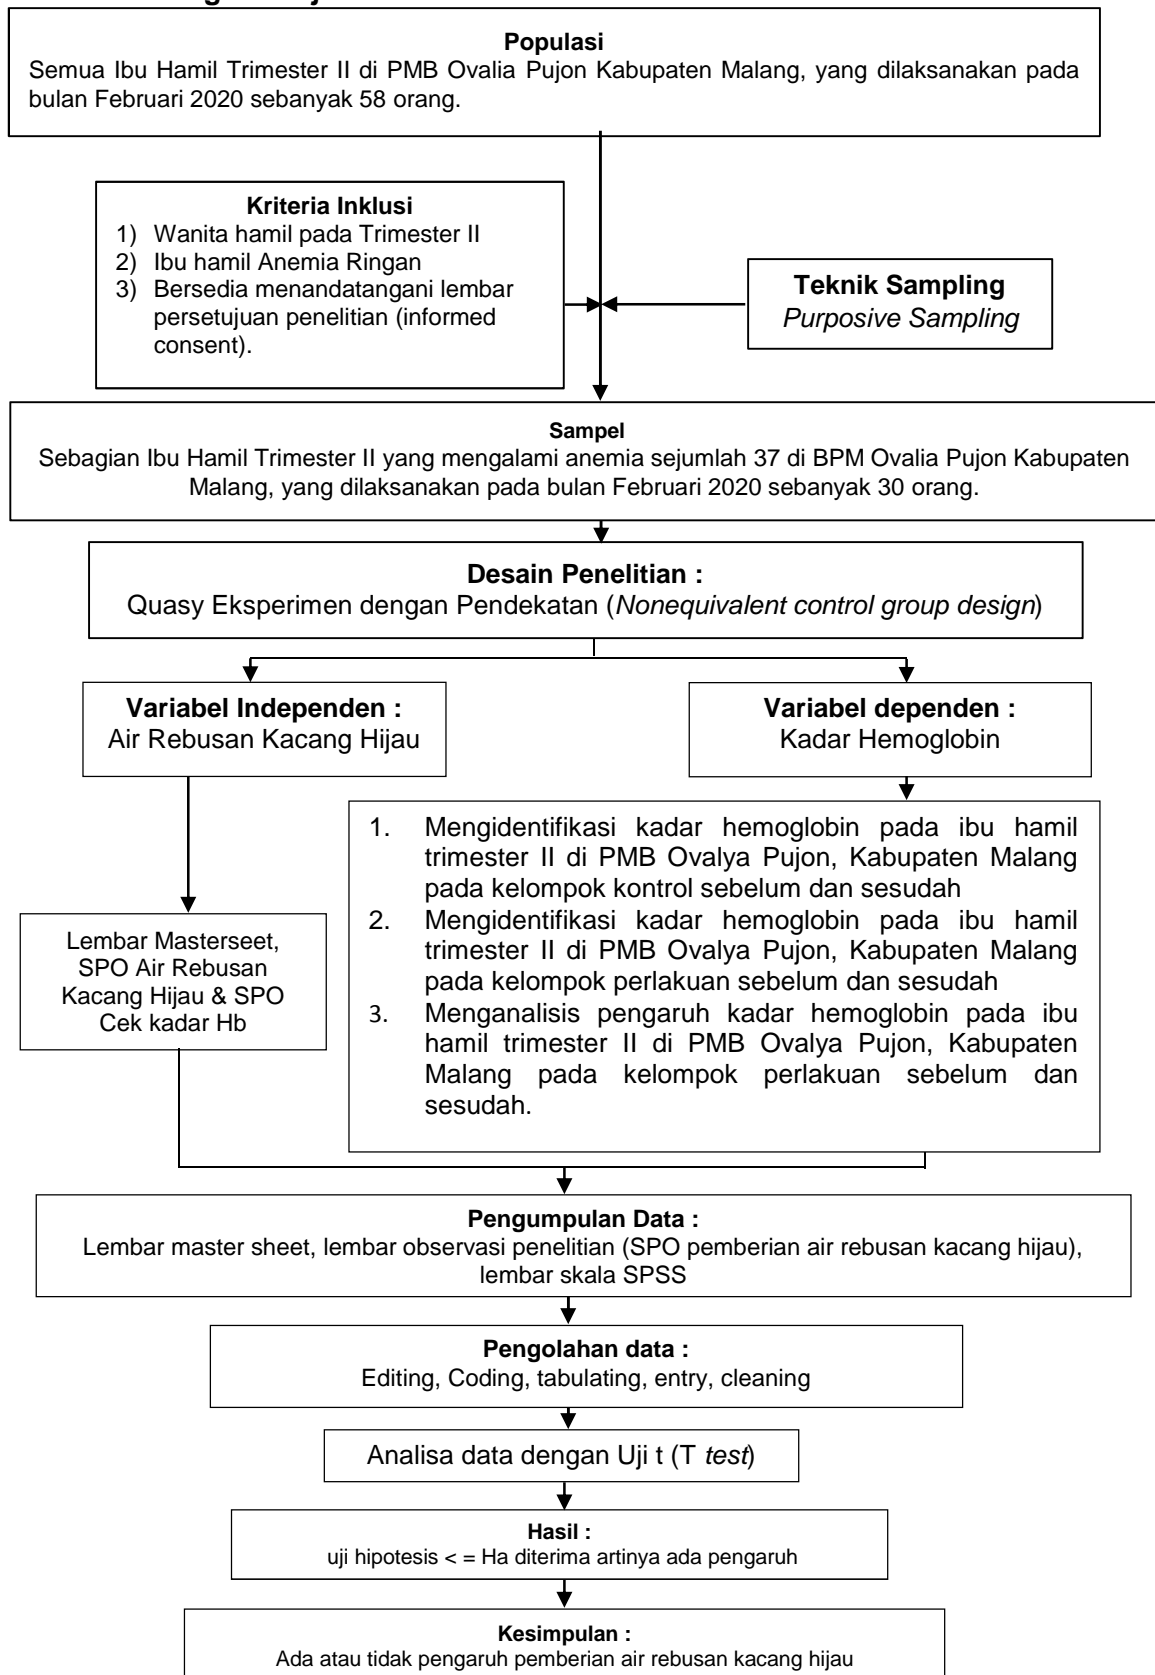 Populasi
Semua Ibu Hamil Trimester II di PMB Ovalia Pujon Kabupaten Malang, yang dilaksanakan pada
bulan Februari 2020 sebanyak 58 orang.
Kriteria Inklusi
1) Wanita hamil pada Trimester II
2) Ibu hamil Anemia Ringan
3) Bersedia menandatangani lembar
persetujuan penelitian (informed
consent).
Teknik Sampling
Purposive Sampling
Sampel
Sebagian Ibu Hamil Trimester II yang mengalami anemia sejumlah 37 di BPM Ovalia Pujon Kabupaten
Malang, yang dilaksanakan pada bulan Februari 2020 sebanyak 30 orang.
Desain Penelitian :
Quasy Eksperimen dengan Pendekatan (Nonequivalent control group design)
Variabel Independen :
Air Rebusan Kacang Hijau
Variabel dependen :
Kadar Hemoglobin
Lembar Masterseet,
SPO Air Rebusan
Kacang Hijau & SPO
Cek kadar Hb
1. Mengidentifikasi kadar hemoglobin pada ibu hamil
trimester II di PMB Ovalya Pujon, Kabupaten Malang
pada kelompok kontrol sebelum dan sesudah
2. Mengidentifikasi kadar hemoglobin pada ibu hamil
trimester II di PMB Ovalya Pujon, Kabupaten Malang
pada kelompok perlakuan sebelum dan sesudah
3. Menganalisis pengaruh kadar hemoglobin pada ibu
hamil trimester II di PMB Ovalya Pujon, Kabupaten
Malang pada kelompok perlakuan sebelum dan
sesudah.
Pengumpulan Data :
Lembar master sheet, lembar observasi penelitian (SPO pemberian air rebusan kacang hijau),
lembar skala SPSS
Pengolahan data :
Editing, Coding, tabulating, entry, cleaning
Analisa data dengan Uji t (T test)
Hasil :
uji hipotesis < = Ha diterima artinya ada pengaruh
Kesimpulan :
Ada atau tidak pengaruh pemberian air rebusan kacang hijau